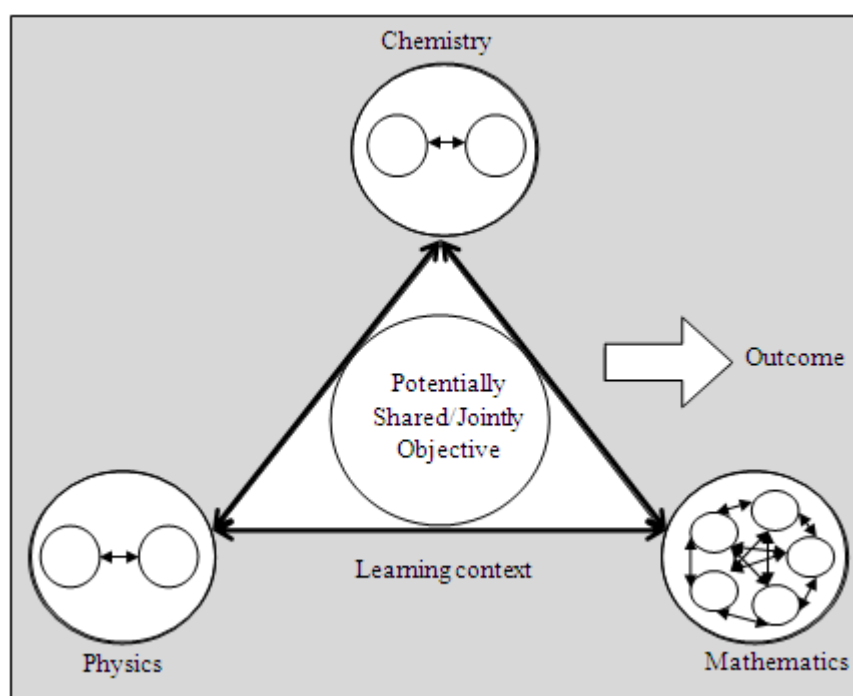 Chemistry
Potentially
Shared/Jointly
Objective
Outcome
Learning context
Physics
Mathematics